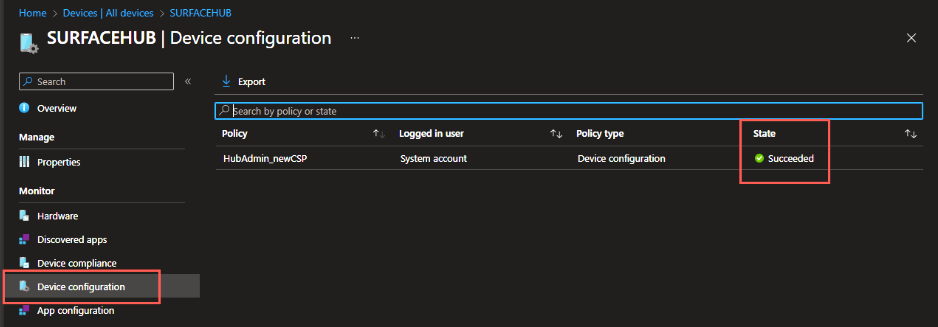 Home > Devices | All devices > SURFACEHUB
SURFACEHUB | Device configuration ...
Search «
Overview
Manage
Properties
Monitor
Hardware
Discovered apps
Device compliance
Device configuration
App configuration
Export
Search by policy or state
Policy Logged in user Policy type State
HubAdmin_newCSP System account Device configuration Succeeded